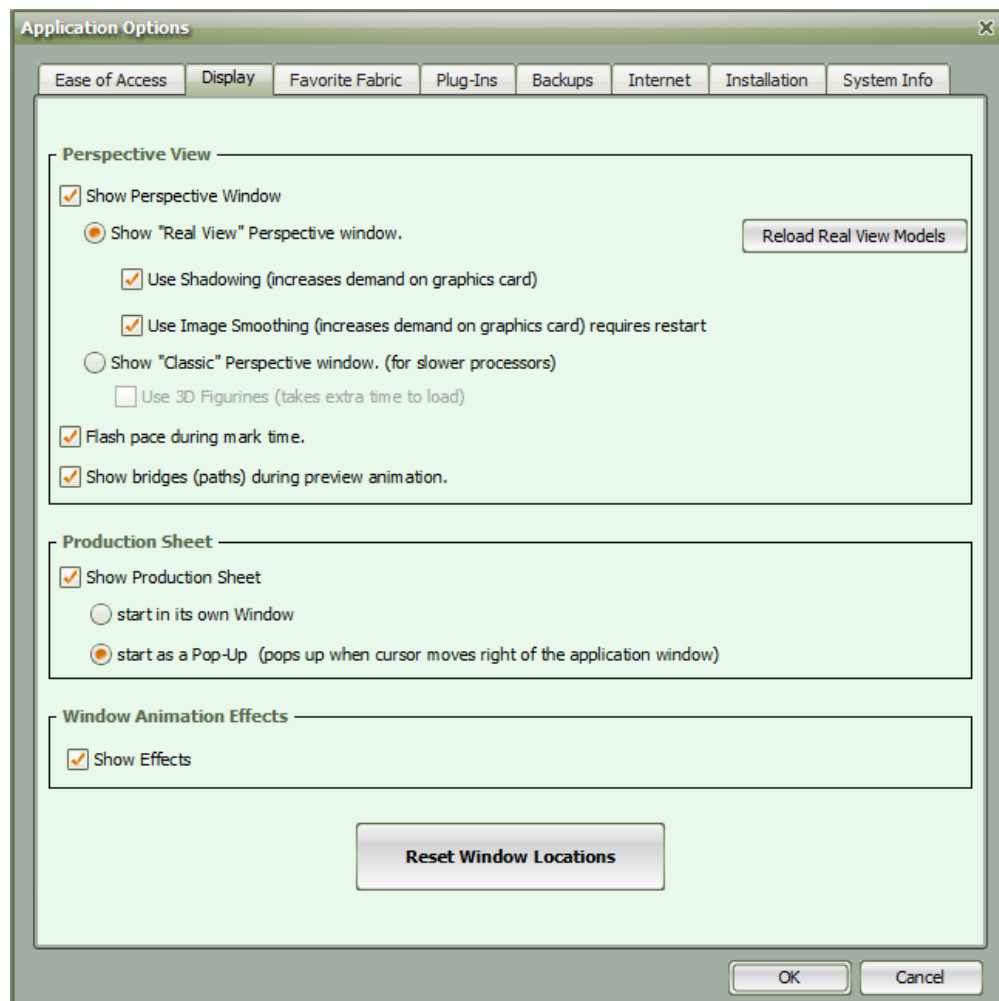 Application Options
Ease of Access Display Favorite Fabric Plug-Ins Backups Internet Installation System Info
Perspective View
Show Perspective Window
Show "Real View" Perspective window.
Reload Real View Models
Use Shadowing (increases demand on graphics card)
Use Image Smoothing (increases demand on graphics card) requires restart
Show "Classic" Perspective window. (for slower processors)
Use 3D Figurines (takes extra time to load)
Flash pace during mark time.
Show bridges (paths) during preview animation.
Production Sheet
Show Production Sheet
start in its own Window
start as a Pop-Up (pops up when cursor moves right of the application window)
Window Animation Effects
Show Effects
Reset Window Locations
OK Cancel